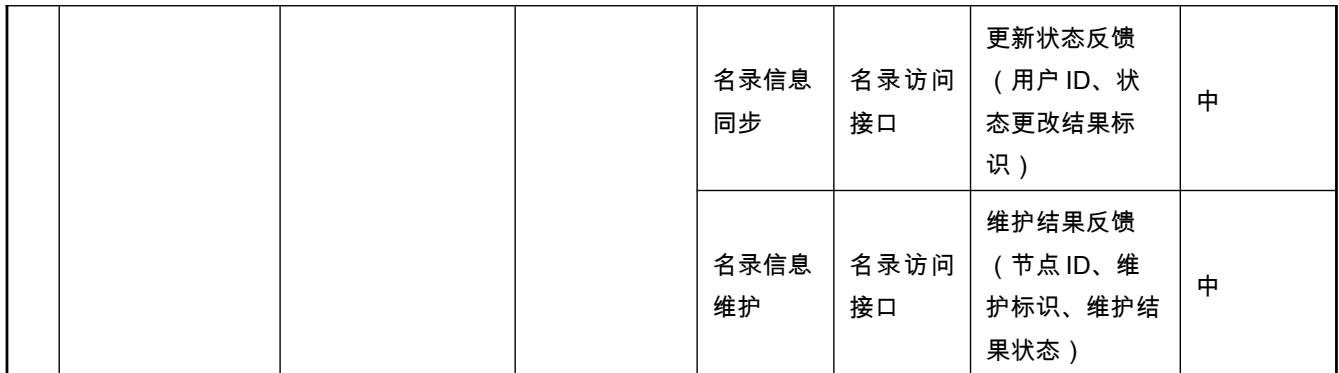 名录信息
同步
名录访问
接口
更新状态反馈
（用户 ID、状
态更改结果标
识）
中
名录信息
维护
名录访问
接口
维护结果反馈
（节点 ID、维
护标识、维护结
果状态）
中